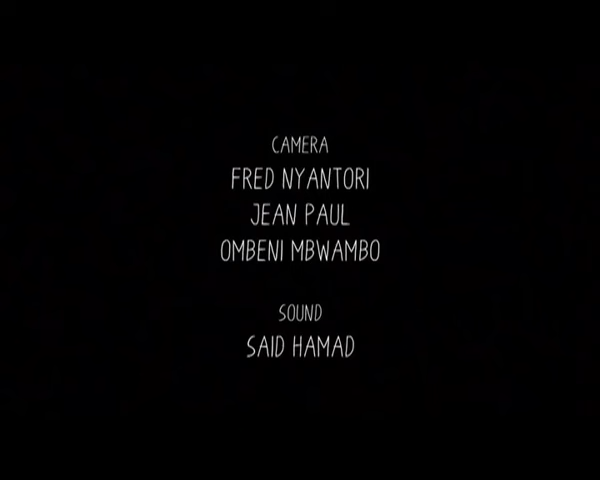 CAMERA
FRED NYANTORI
JEAN PAUL
OMBENI MBWAMBO
SOUND
SAID HAMAD